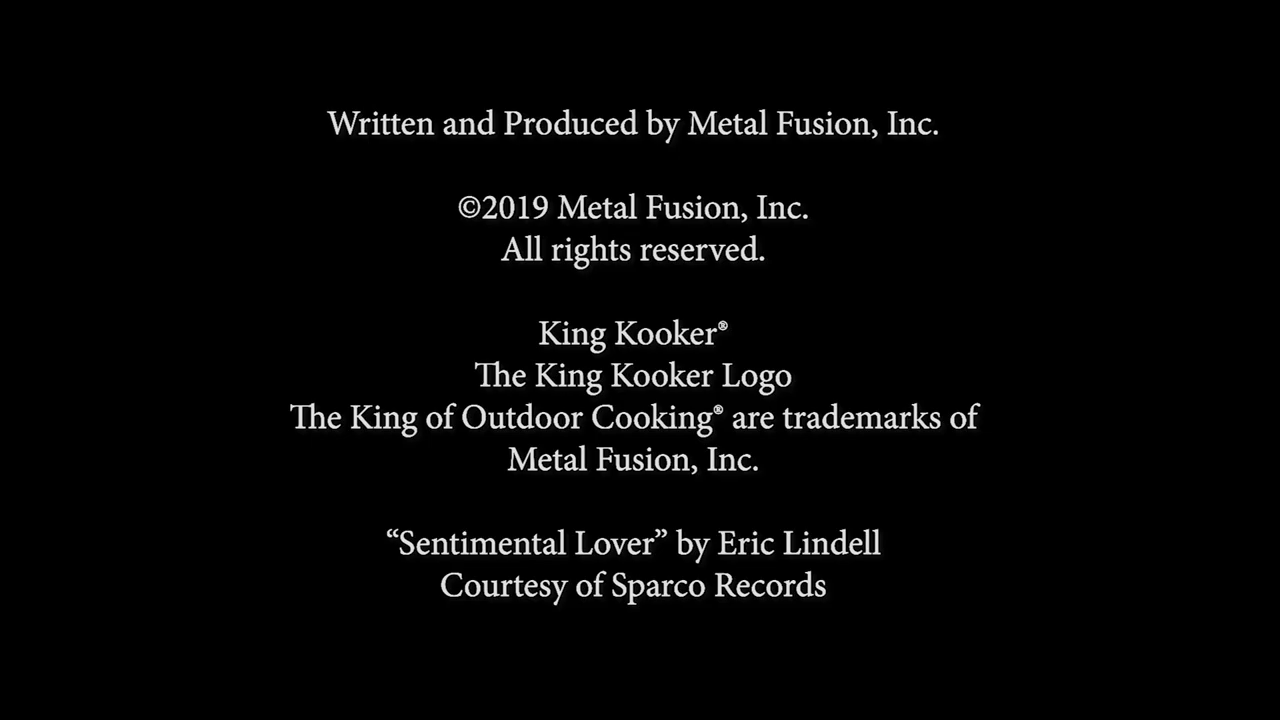 Written and Produced by Metal Fusion, Inc.
©2019 Metal Fusion, Inc.
All rights reserved.
King Kooker®
The King Kooker Logo
The King of Outdoor Cooking® are trademarks of
Metal Fusion, Inc.
“Sentimental Lover” by Eric Lindell
Courtesy of Sparco Records